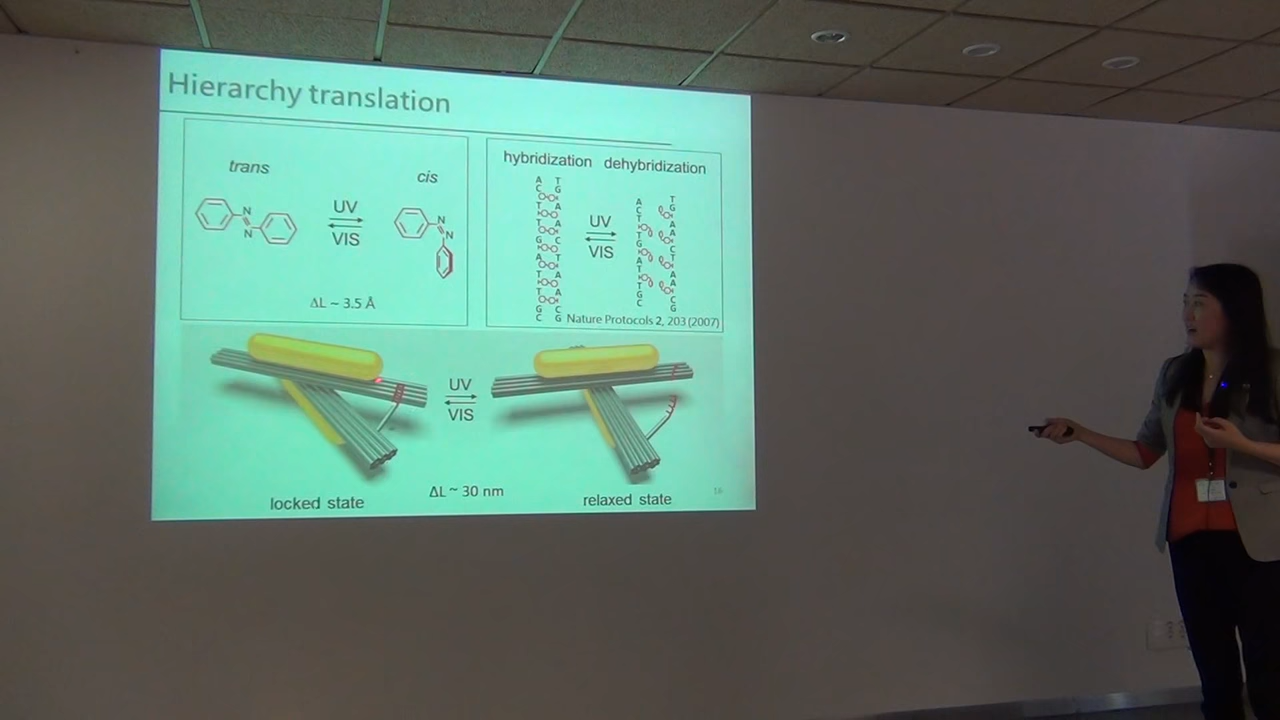 Hierarchy translation
trans
cis
N
N
UV
VIS
N
N
ΔL ~ 3.5 Å
hybridization dehybridization
UV
VIS
Nature Protocols 2, 203 (2007)
UV
VIS
locked state
ΔL ~ 30 nm
relaxed state